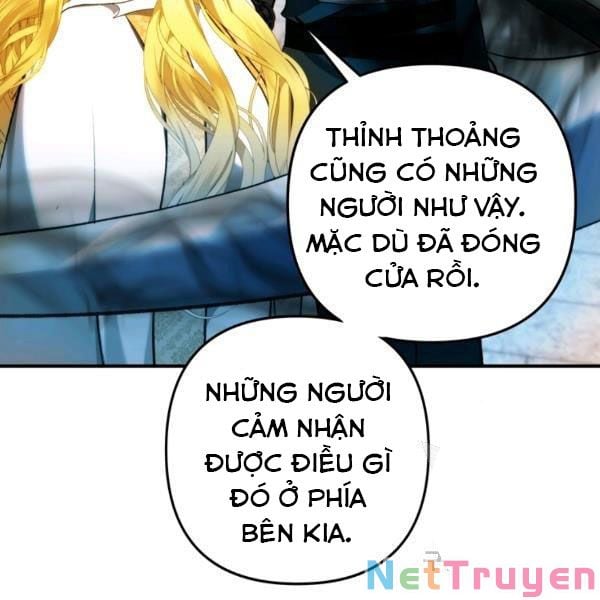 THỈNH THOẢNG
CŨNG CÓ NHỮNG
NGƯỜI NHƯ VẬY.
MẶC DÙ ĐÃ ĐÓNG
CỬA RỒI.
NHỮNG NGƯỜI
CẢM NHẬN
ĐƯỢC ĐIỀU GÌ
ĐÓ Ở PHÍA
BÊN KIA.
NetTruyen